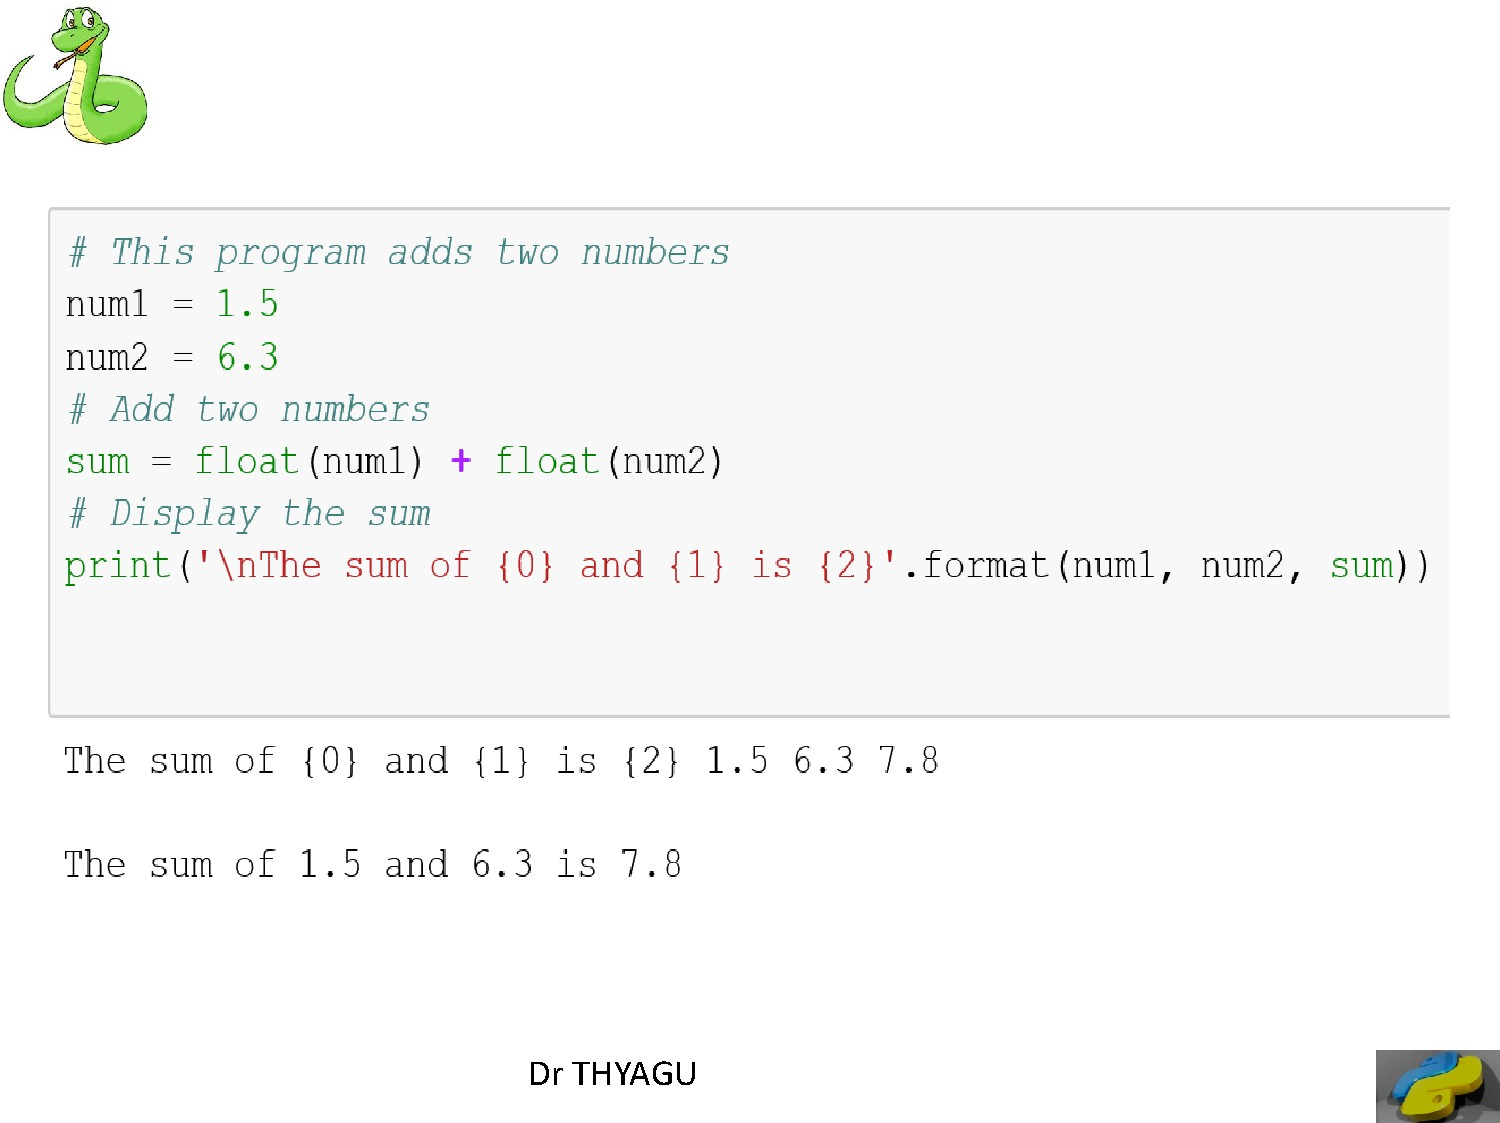 # This program adds two numbers
num1 = 1.5
num2 = 6.3
# Add two numbers
sum = float(num1) + float(num2)
# Display the sum
print('\nThe sum of {0} and {1} is {2}'.format(num1, num2, sum))
The sum of {0} and {1} is {2} 1.5 6.3 7.8
The sum of 1.5 and 6.3 is 7.8
Dr THYAGU